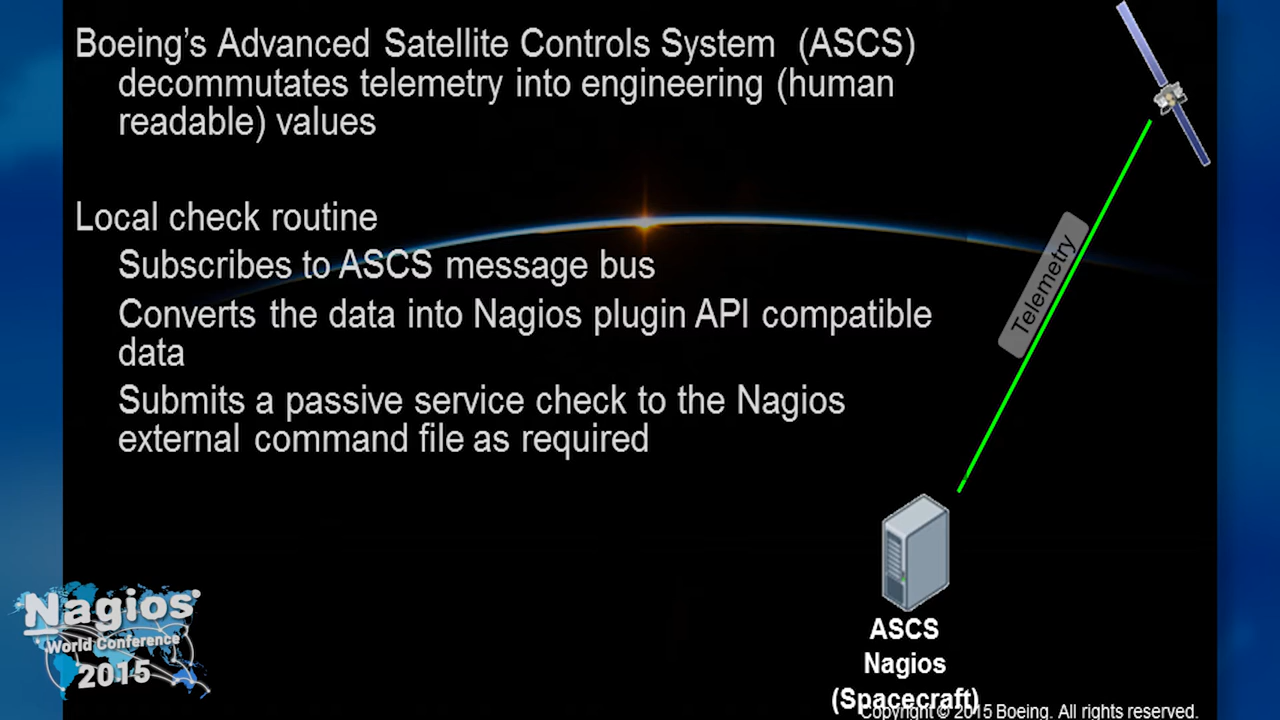 Boeing's Advanced Satellite Controls System (ASCS)
decommutates telemetry into engineering (human
readable) values
Local check routine
Subscribes to ASCS message bus
Converts the data into Nagios plugin API compatible
data
Submits a passive service check to the Nagios
external command file as required
Telemetry
ASCS
Nagios
(Spacecraft)
Copyright © 2015 Boeing. All rights reserved.
Nagios®
World Conference
2015